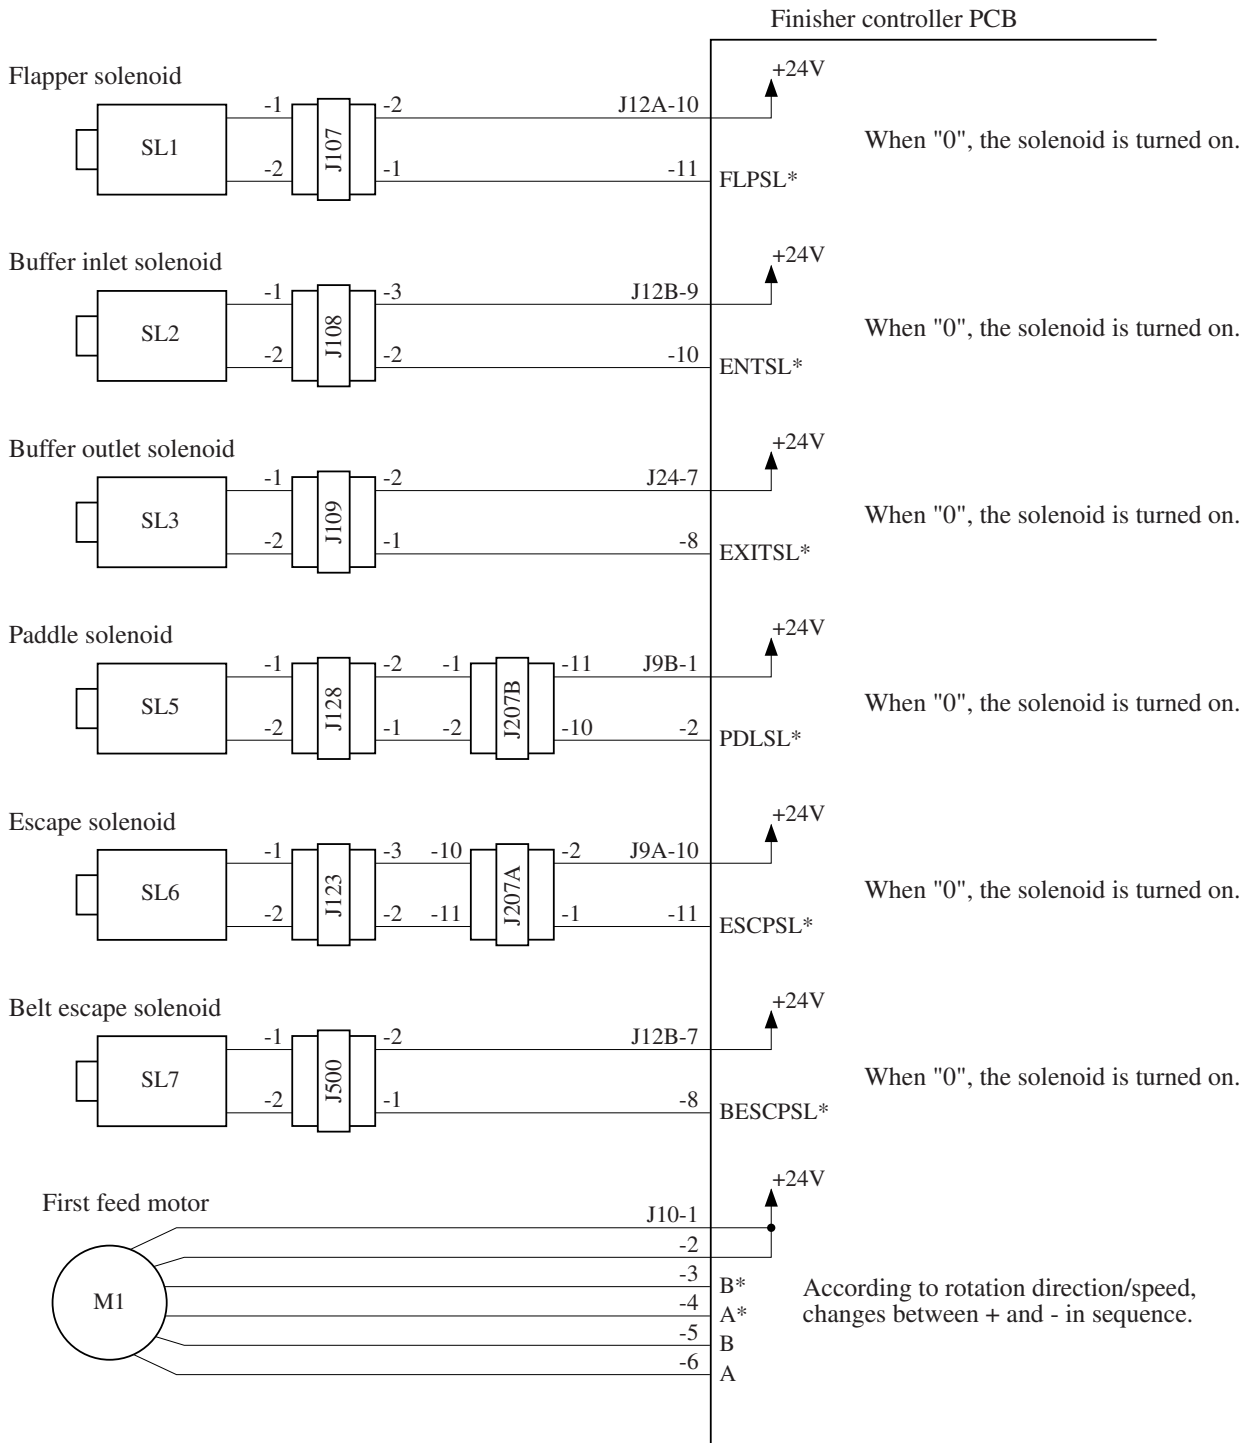 Finisher controller PCB
Flapper solenoid
+24V
-1 -2 J12A-10
SL1 J107
When "0", the solenoid is turned on.
-2 -1 -11 FLPSL*
Buffer inlet solenoid
+24V
-1 -3 J12B-9
SL2 J108
When "0", the solenoid is turned on.
-2 -2 -10 ENTSL*
Buffer outlet solenoid
+24V
-1 -2 J24-7
SL3 J109
When "0", the solenoid is turned on.
-2 -1 -8 EXITSL*
Paddle solenoid
+24V
-1 -2 -1 -11 J9B-1
SL5 J128 J207B
When "0", the solenoid is turned on.
-2 -1 -2 -10 -2 PDLSL*
Escape solenoid
+24V
-1 -3 -10 -2 J9A-10
SL6 J123 J207A
When "0", the solenoid is turned on.
-2 -2 -11 -1 -11 ESCPSL*
Belt escape solenoid
+24V
-1 -2 J12B-7
SL7 J500
When "0", the solenoid is turned on.
-2 -1 -8 BESCPSL*
First feed motor
+24V
J10-1
-2
-3 B*
M1
-4 A*
-5 B
-6 A
According to rotation direction/speed,
changes between + and - in sequence.